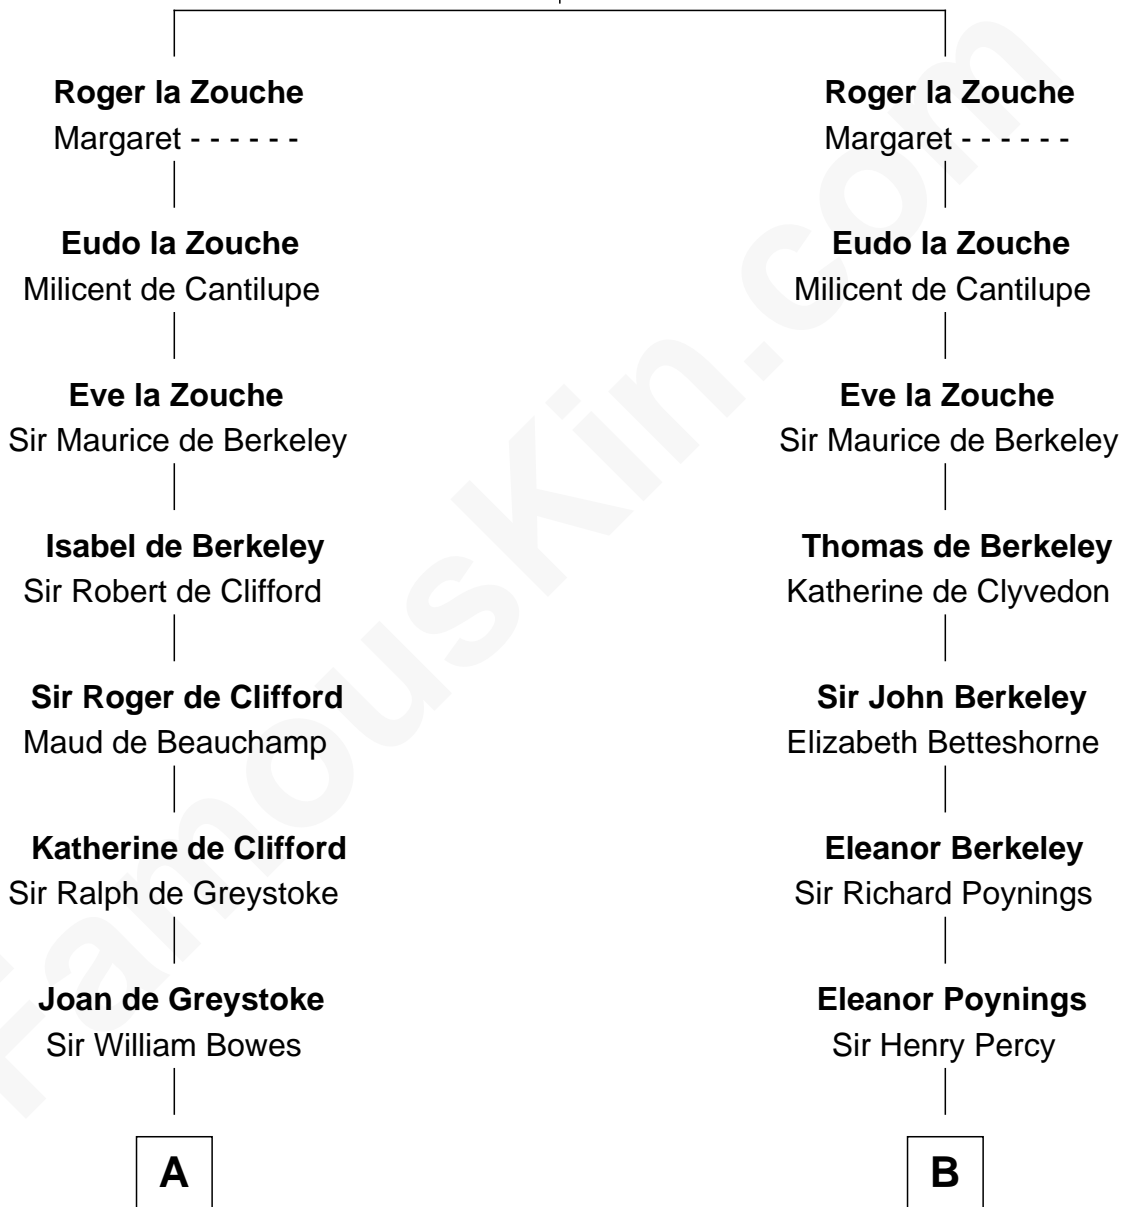 Roger la Zouche
Margaret - - - - - -
Eudo la Zouche
Milicent de Cantilupe
Eve la Zouche
Sir Maurice de Berkeley
Isabel de Berkeley
Sir Robert de Clifford
Sir Roger de Clifford
Maud de Beauchamp
Katherine de Clifford
Sir Ralph de Greystoke
Joan de Greystoke
Sir William Bowes
A
Roger la Zouche
Margaret - - - - - -
Eudo la Zouche
Milicent de Cantilupe
Eve la Zouche
Sir Maurice de Berkeley
Thomas de Berkeley
Katherine de Clyvedon
Sir John Berkeley
Elizabeth Betteshorne
Eleanor Berkeley
Sir Richard Poynings
Eleanor Poynings
Sir Henry Percy
B
FamousKin.com